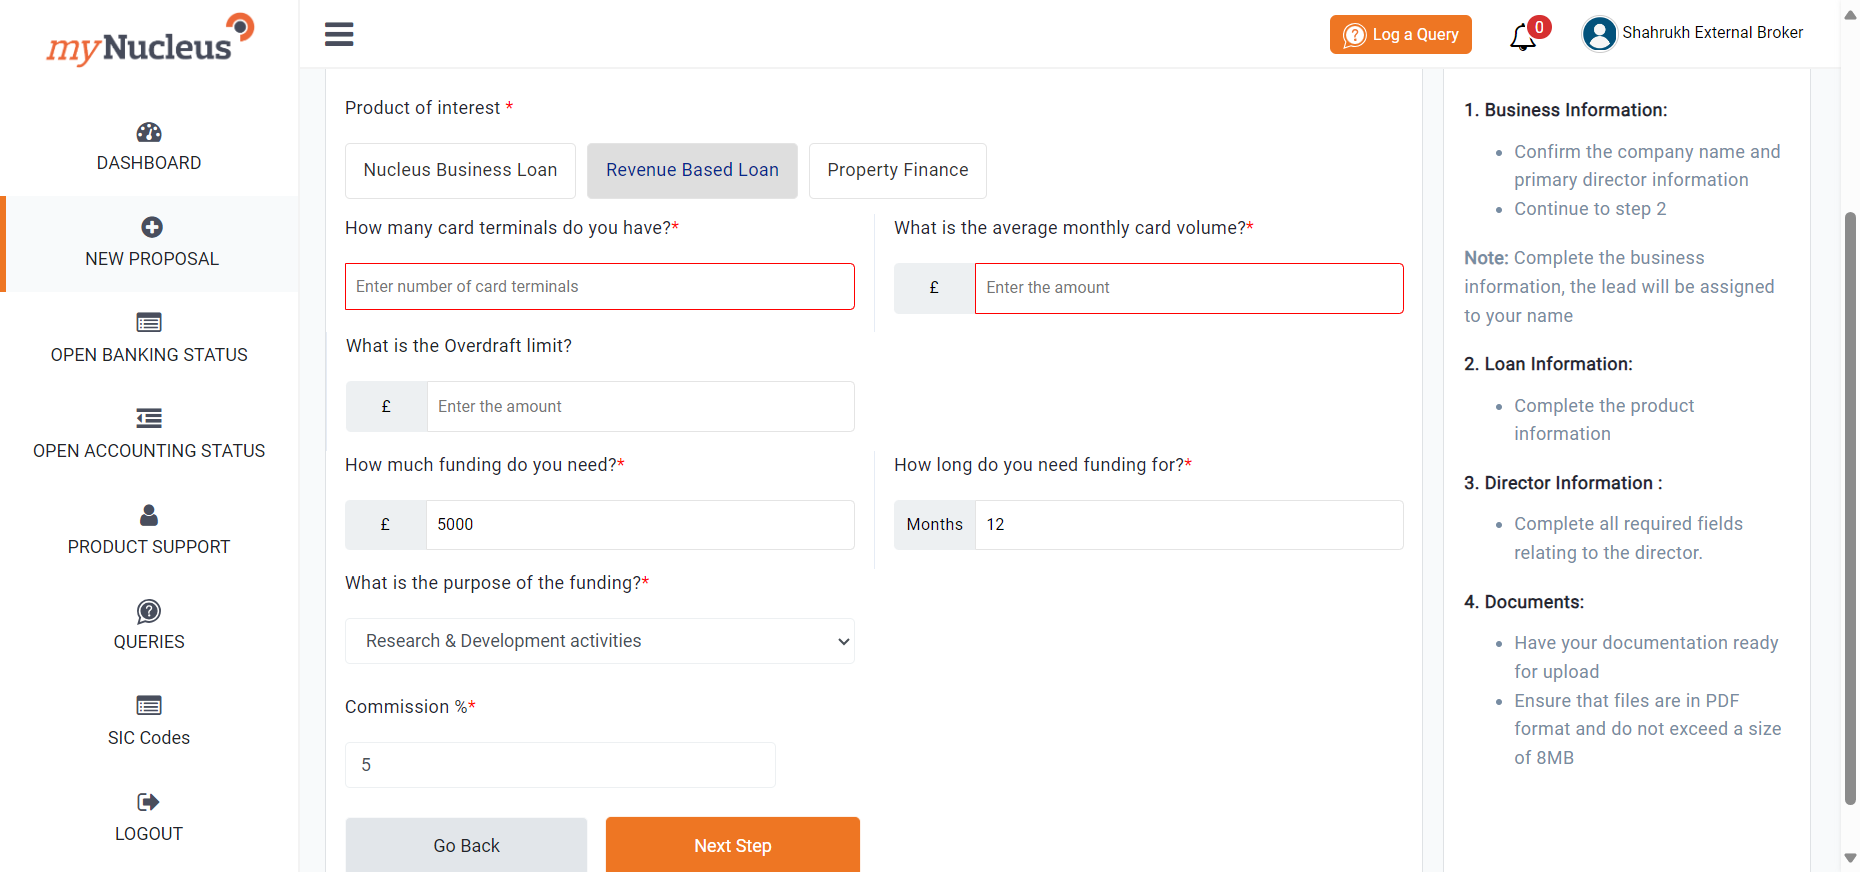 myNucleus
Log a Query
0
Shahrukh External Broker
DASHBOARD
NEW PROPOSAL
OPEN BANKING STATUS
OPEN ACCOUNTING STATUS
PRODUCT SUPPORT
QUERIES
SIC Codes
LOGOUT
Product of interest *
Nucleus Business Loan
Revenue Based Loan
Property Finance
How many card terminals do you have?*
Enter number of card terminals
What is the average monthly card volume?*
£
Enter the amount
What is the Overdraft limit?
£
Enter the amount
How much funding do you need?*
£
5000
How long do you need funding for?*
Months
12
What is the purpose of the funding?*
Research & Development activities
Commission %*
5
Go Back
Next Step
1. Business Information:
• Confirm the company name and
primary director information
• Continue to step 2
Note: Complete the business
information, the lead will be assigned
to your name
2. Loan Information:
• Complete the product
information
3. Director Information :
• Complete all required fields
relating to the director.
4. Documents:
• Have your documentation ready
for upload
• Ensure that files are in PDF
format and do not exceed a size
of 8MB